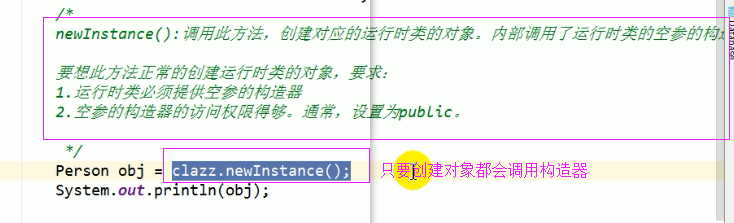 /*
newInstance():调用此方法，创建对应的运行时类的对象。内部调用了运行时类的空参的构造
要想此方法正常的创建运行时类的对象，要求：
1.运行时类必须提供空参的构造器
2.空参的构造器的访问权限得够。通常，设置为public。
*/
Person obj = clazz.newInstance(); 只要创建对象都会调用构造器
System.out.println(obj);
Database